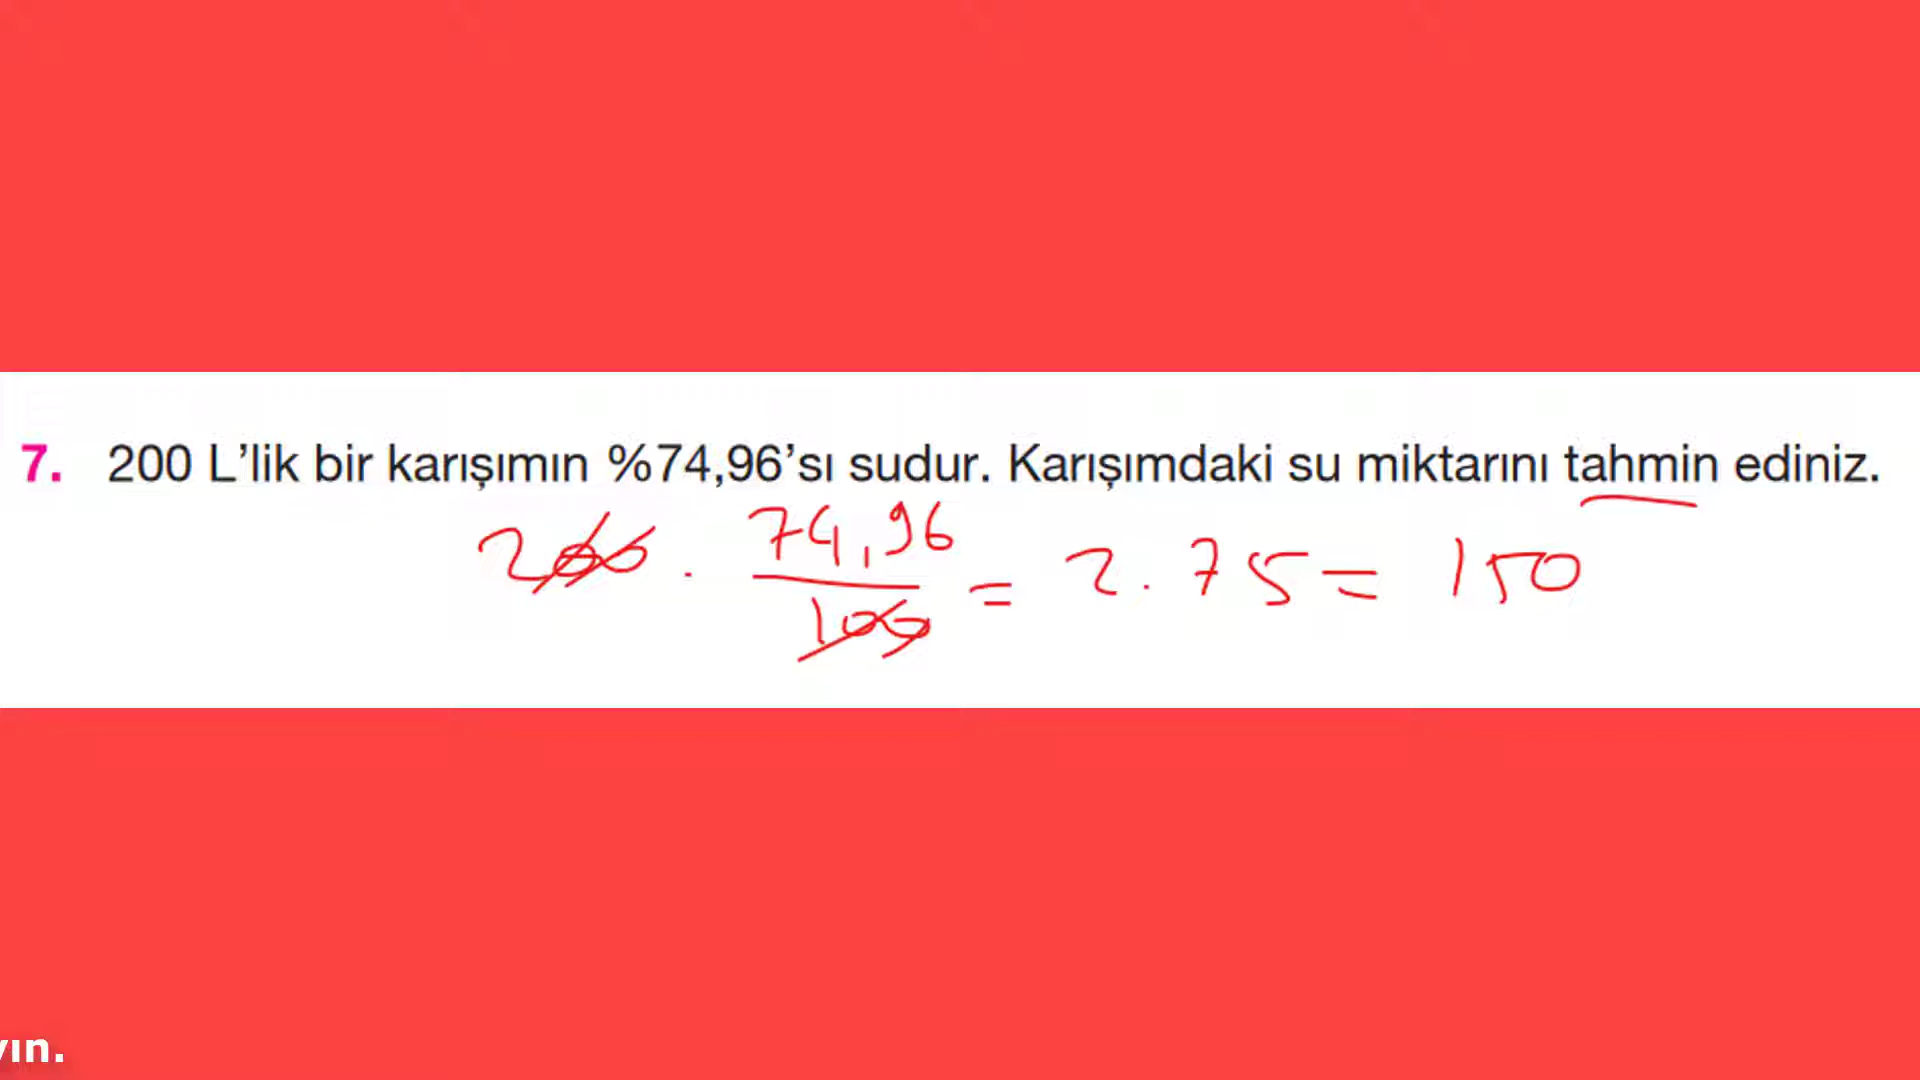 7. 200 L’lik bir karışımın %74,96’sı sudur. Karışımdaki su miktarını tahmin ediniz.
200 . 74,96 / 100 = 2 . 75 = 150